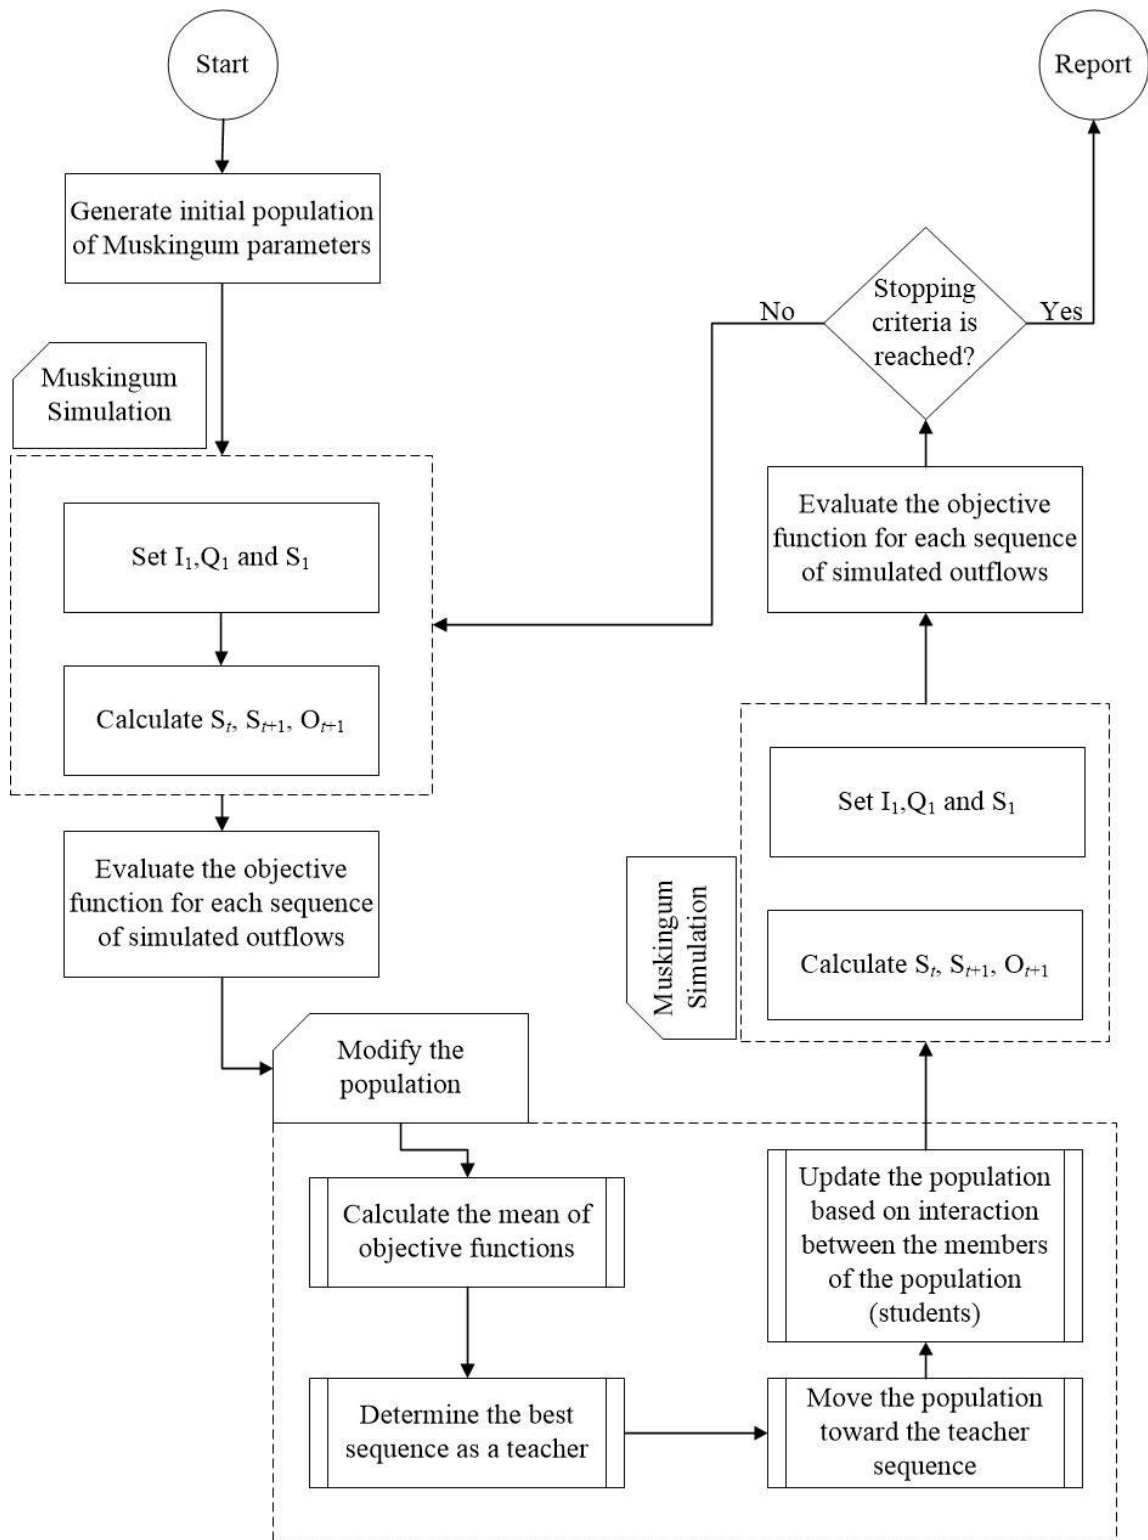 Start
Report
Generate initial population
of Muskingum parameters
Stopping
criteria is
reached?
No
Yes
Muskingum
Simulation
Set I₁,Q₁ and S₁
Calculate Sₜ, Sₜ₊₁, Oₜ₊₁
Evaluate the objective
function for each sequence
of simulated outflows
Modify the
population
Calculate the mean of
objective functions
Determine the best
sequence as a teacher
Move the population
toward the teacher
sequence
Update the population
based on interaction
between the members
of the population
(students)
Muskingum
Simulation
Set I₁,Q₁ and S₁
Calculate Sₜ, Sₜ₊₁, Oₜ₊₁
Evaluate the objective
function for each sequence
of simulated outflows